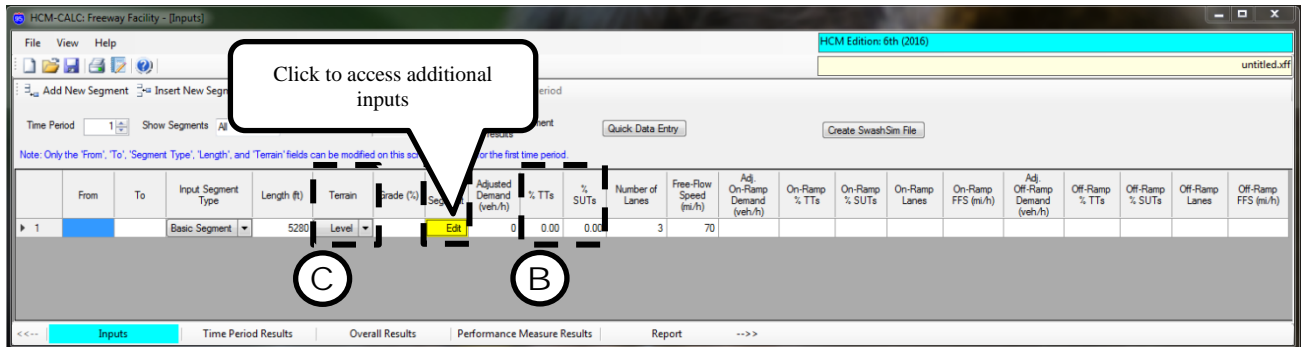 HCM-CALC: Freeway Facility - [Inputs]
File View Help
HCM Edition: 6th (2016)
untitled.xff
Add New Segment Insert New Segm
Click to access additional
inputs
Time Period 1 Show Segments All
Quick Data Entry
Create SwashSim File
Note: Only the 'From', 'To', 'Segment Type', 'Length', and 'Terrain' fields can be modified on this scr or the first time period.
From To Input Segment Type Length (ft) Terrain Grade (%) Adjusted Demand (veh/h) % TTs % SUTs Number of Lanes Free-Flow Speed (mi/h) Adj. On-Ramp Demand (veh/h) On-Ramp % TTs On-Ramp % SUTs On-Ramp Lanes On-Ramp FFS (mi/h) Adj. Off-Ramp Demand (veh/h) Off-Ramp % TTs Off-Ramp % SUTs Off-Ramp Lanes Off-Ramp FFS (mi/h)
1 Basic Segment 5280 Level Edit 0 0.00 0.00 3 70
C B
<<-- Inputs Time Period Results Overall Results Performance Measure Results Report -->>